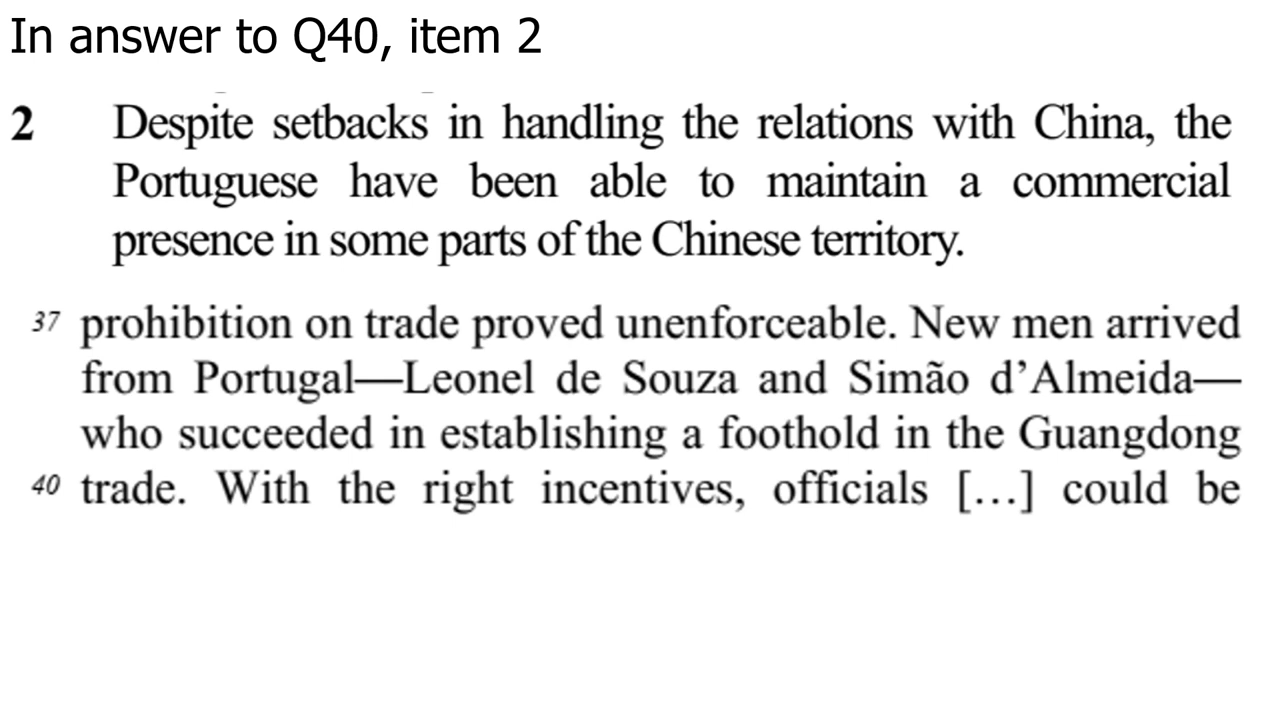 In answer to Q40, item 2
2 Despite setbacks in handling the relations with China, the
Portuguese have been able to maintain a commercial
presence in some parts of the Chinese territory.
37 prohibition on trade proved unenforceable. New men arrived
from Portugal—Leonel de Souza and Simão d’Almeida—
who succeeded in establishing a foothold in the Guangdong
40 trade. With the right incentives, officials […] could be